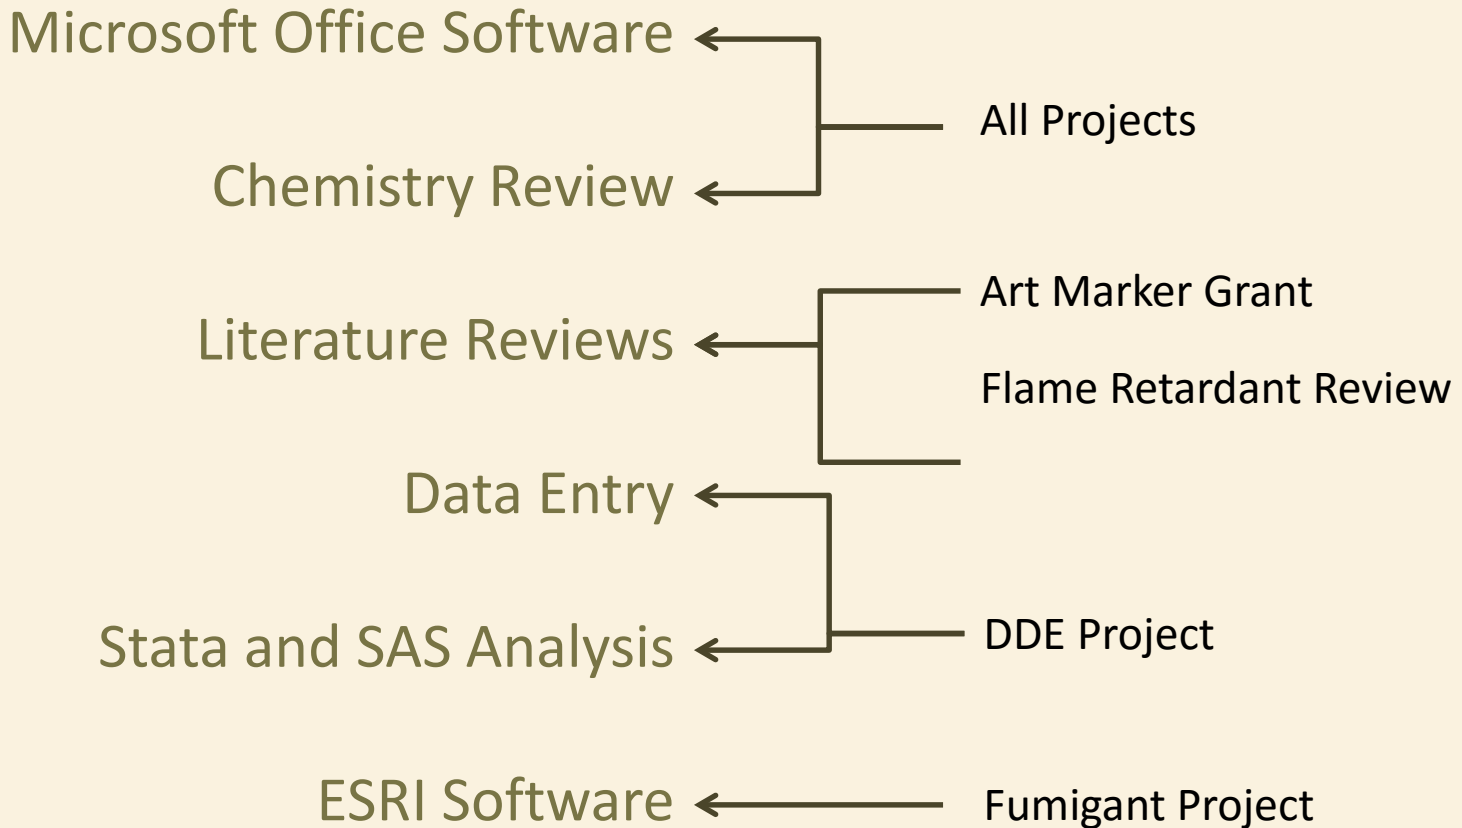 Microsoft Office Software
All Projects
Chemistry Review
Art Marker Grant
Literature Reviews
Flame Retardant Review
Data Entry
DDE Project
Stata and SAS Analysis
ESRI Software
Fumigant Project